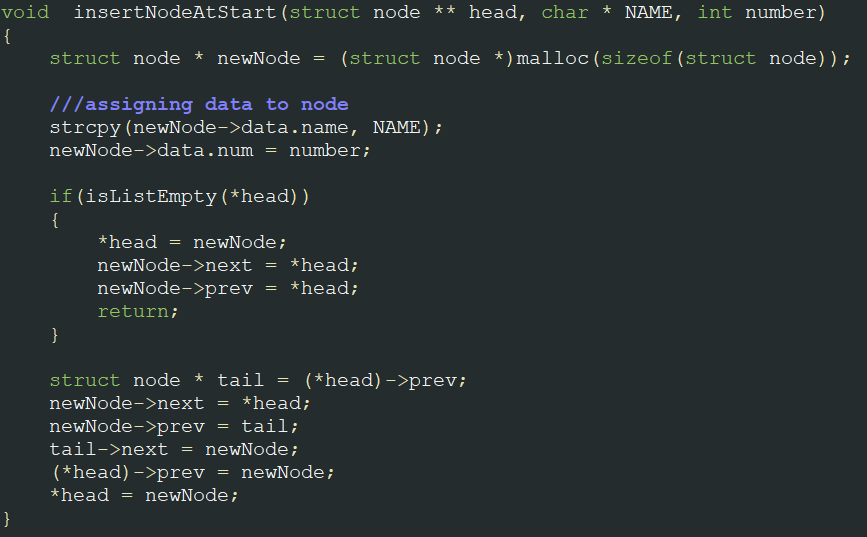 void  insertNodeAtStart(struct node ** head, char * NAME, int number)
{
    struct node * newNode = (struct node *)malloc(sizeof(struct node));

    ///assigning data to node
    strcpy(newNode->data.name, NAME);
    newNode->data.num = number;

    if(isListEmpty(*head))
    {
        *head = newNode;
        newNode->next = *head;
        newNode->prev = *head;
        return;
    }

    struct node * tail = (*head)->prev;
    newNode->next = *head;
    newNode->prev = tail;
    tail->next = newNode;
    (*head)->prev = newNode;
    *head = newNode;
}